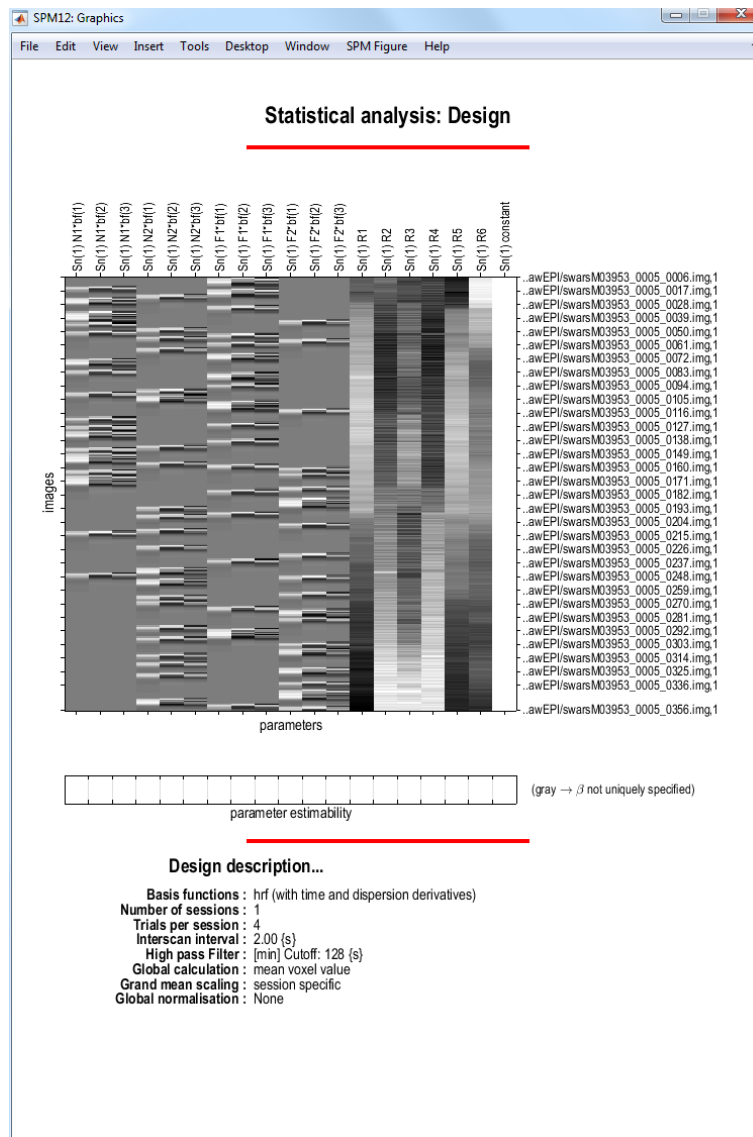 SPM12: Graphics
File Edit View Insert Tools Desktop Window SPM Figure Help
Statistical analysis: Design
Sn(1) N1*bf(1)
Sn(1) N1*bf(2)
Sn(1) N1*bf(3)
Sn(1) N2*bf(1)
Sn(1) N2*bf(2)
Sn(1) N2*bf(3)
Sn(1) F1*bf(1)
Sn(1) F1*bf(2)
Sn(1) F1*bf(3)
Sn(1) F2*bf(1)
Sn(1) F2*bf(2)
Sn(1) F2*bf(3)
Sn(1) R1
Sn(1) R2
Sn(1) R3
Sn(1) R4
Sn(1) R5
Sn(1) R6
Sn(1) constant
images
..awEPI/swarsM03953_0005_0006.img,1
..awEPI/swarsM03953_0005_0017.img,1
..awEPI/swarsM03953_0005_0028.img,1
..awEPI/swarsM03953_0005_0039.img,1
..awEPI/swarsM03953_0005_0050.img,1
..awEPI/swarsM03953_0005_0061.img,1
..awEPI/swarsM03953_0005_0072.img,1
..awEPI/swarsM03953_0005_0083.img,1
..awEPI/swarsM03953_0005_0094.img,1
..awEPI/swarsM03953_0005_0105.img,1
..awEPI/swarsM03953_0005_0116.img,1
..awEPI/swarsM03953_0005_0127.img,1
..awEPI/swarsM03953_0005_0138.img,1
..awEPI/swarsM03953_0005_0149.img,1
..awEPI/swarsM03953_0005_0160.img,1
..awEPI/swarsM03953_0005_0171.img,1
..awEPI/swarsM03953_0005_0182.img,1
..awEPI/swarsM03953_0005_0193.img,1
..awEPI/swarsM03953_0005_0204.img,1
..awEPI/swarsM03953_0005_0215.img,1
..awEPI/swarsM03953_0005_0226.img,1
..awEPI/swarsM03953_0005_0237.img,1
..awEPI/swarsM03953_0005_0248.img,1
..awEPI/swarsM03953_0005_0259.img,1
..awEPI/swarsM03953_0005_0270.img,1
..awEPI/swarsM03953_0005_0281.img,1
..awEPI/swarsM03953_0005_0292.img,1
..awEPI/swarsM03953_0005_0303.img,1
..awEPI/swarsM03953_0005_0314.img,1
..awEPI/swarsM03953_0005_0325.img,1
..awEPI/swarsM03953_0005_0336.img,1
..awEPI/swarsM03953_0005_0356.img,1
parameters
(gray → β not uniquely specified)
parameter estimability
Design description...
Basis functions : hrf (with time and dispersion derivatives)
Number of sessions : 1
Trials per session : 4
Interscan interval : 2.00 {s}
High pass Filter : [min] Cutoff: 128 {s}
Global calculation : mean voxel value
Grand mean scaling : session specific
Global normalisation : None